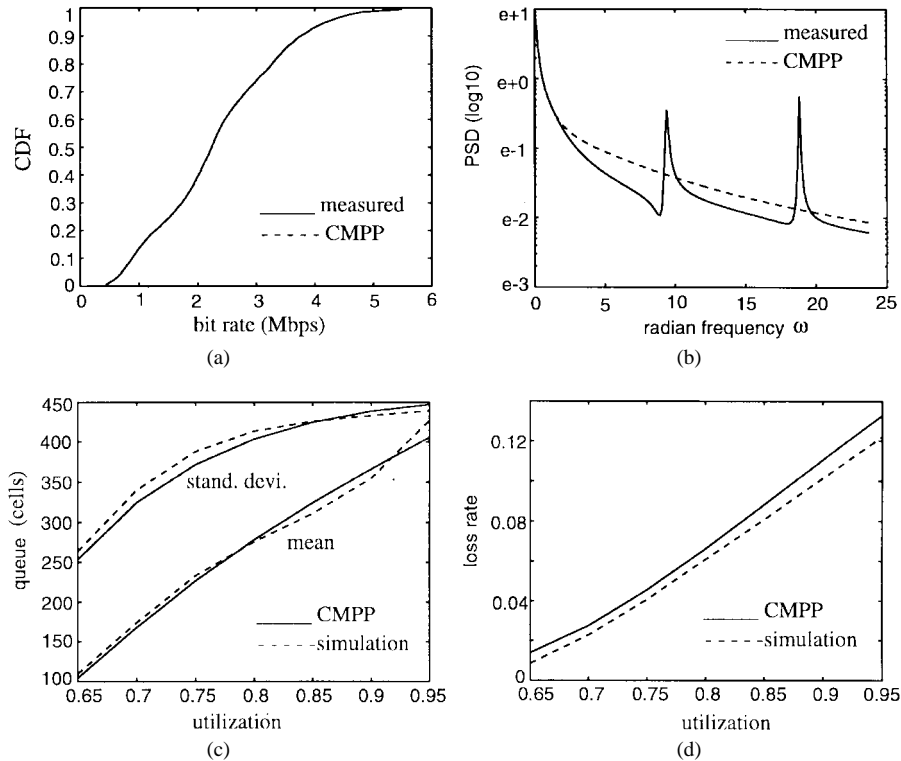 1
0.9
0.8
0.7
0.6
0.5
0.4
0.3
0.2
0.1
0
CDF
measured
CMPP
0 1 2 3 4 5 6
bit rate (Mbps)
(a)
e+1
e+0
e-1
e-2
e-3
PSD (log10)
measured
CMPP
0 5 10 15 20 25
radian frequency ω
(b)
450
400
350
300
250
200
150
100
queue (cells)
stand. devi.
mean
CMPP
simulation
0.65 0.7 0.75 0.8 0.85 0.9 0.95
utilization
(c)
0.12
0.08
0.04
0
loss rate
CMPP
simulation
0.65 0.7 0.75 0.8 0.85 0.9 0.95
utilization
(d)